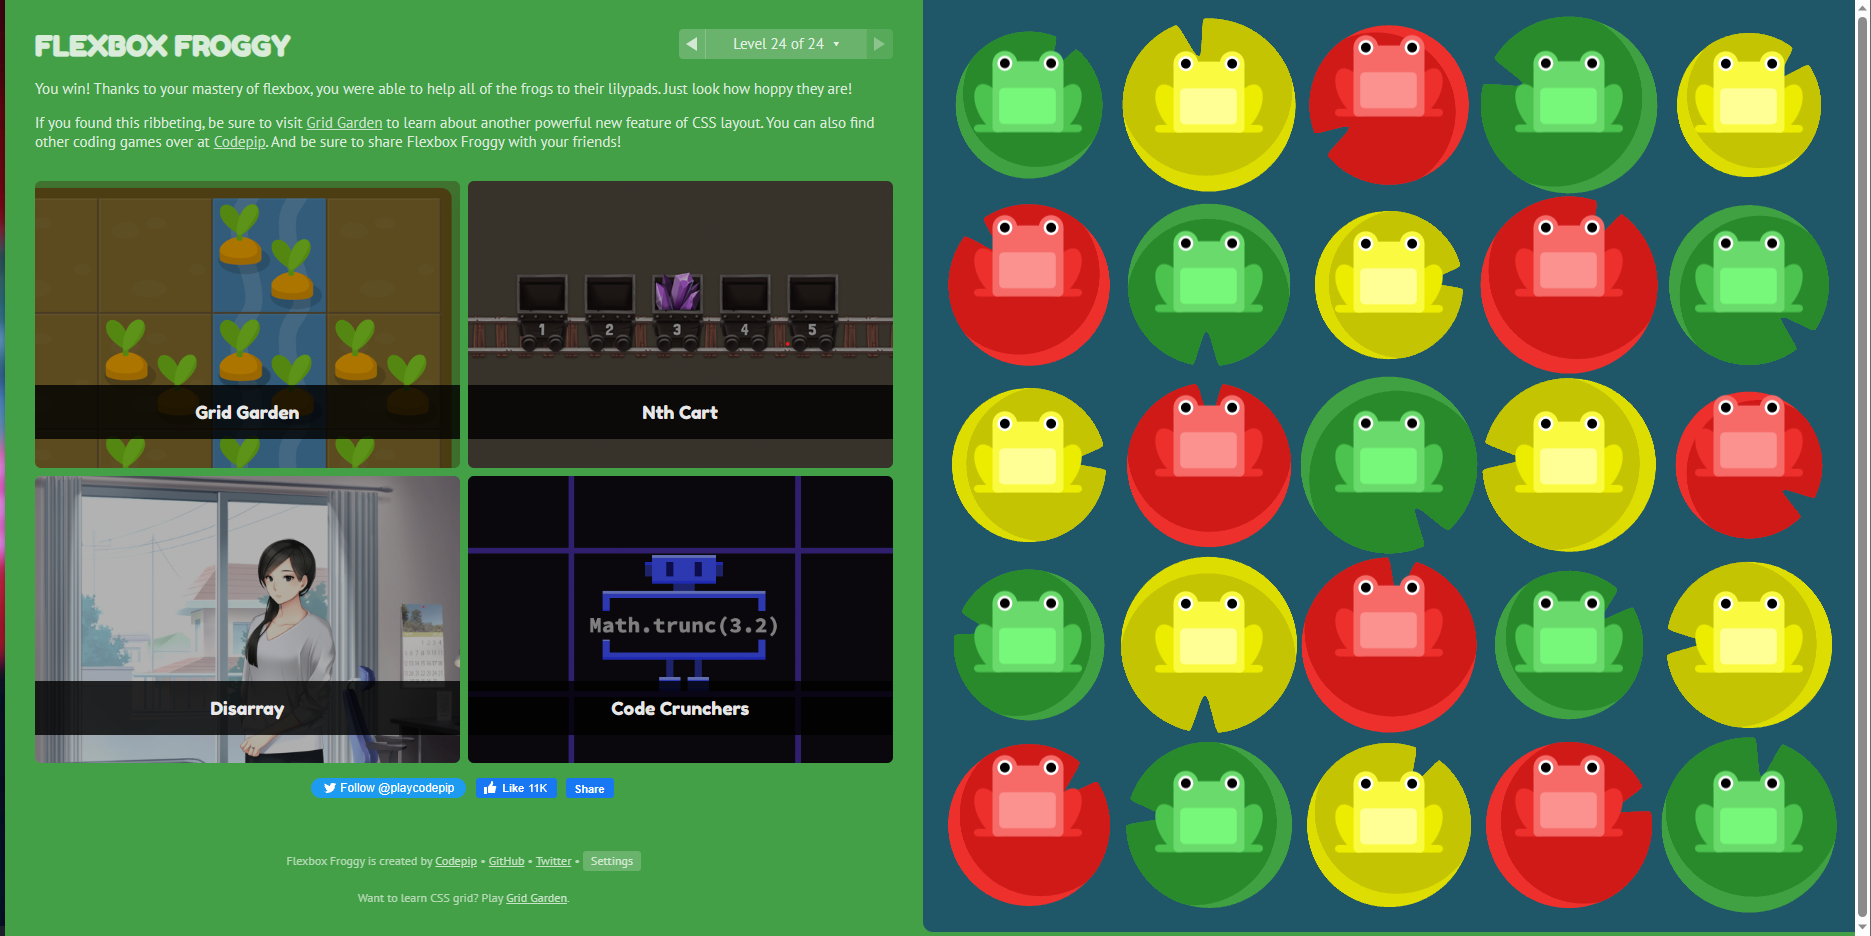 FLEXBOX FROGGY
Level 24 of 24
You win! Thanks to your mastery of flexbox, you were able to help all of the frogs to their lilypads. Just look how hoppy they are!
If you found this ribbeting, be sure to visit Grid Garden to learn about another powerful new feature of CSS layout. You can also find
other coding games over at Codepip. And be sure to share Flexbox Froggy with your friends!
Grid Garden
1 2 3 4 5
Nth Cart
Disarray
Math.trunc(3.2)
Code Crunchers
Follow @playcodepip
Like 11K
Share
Flexbox Froggy is created by Codepip • GitHub • Twitter • Settings
Want to learn CSS grid? Play Grid Garden.